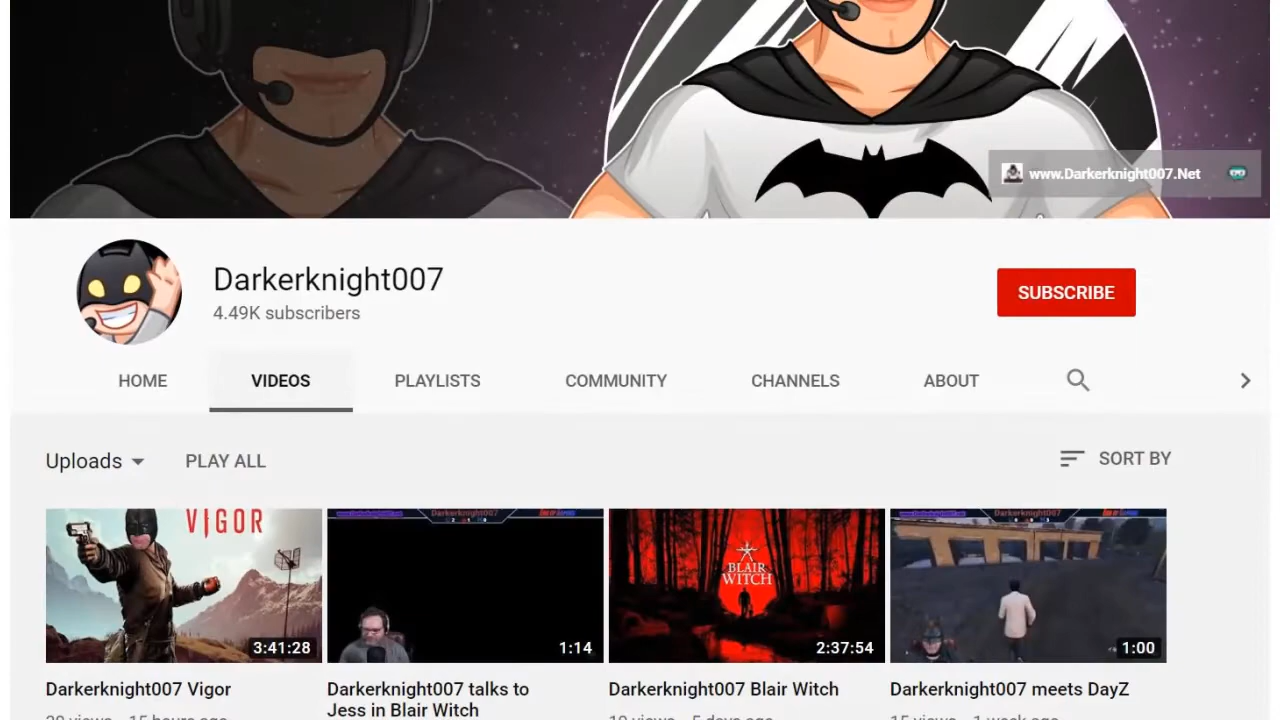 www.Darkerknight007.Net
Darkerknight007
4.49K subscribers
SUBSCRIBE
HOME
VIDEOS
PLAYLISTS
COMMUNITY
CHANNELS
ABOUT
Uploads
PLAY ALL
SORT BY
VIGOR
3:41:28
Darkerknight007
1:14
BLAIR
WITCH
2:37:54
Darkerknight007
1:00
Darkerknight007 Vigor
Darkerknight007 talks to
Jess in Blair Witch
Darkerknight007 Blair Witch
Darkerknight007 meets DayZ